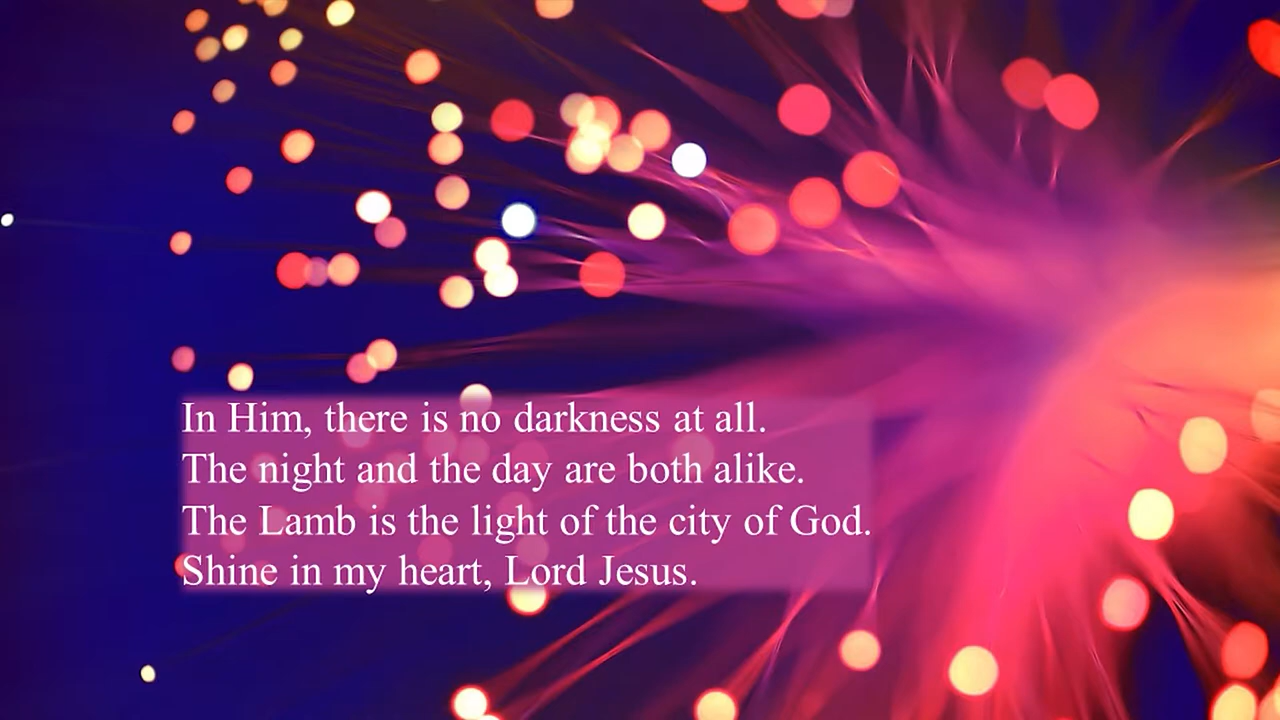 In Him, there is no darkness at all.
The night and the day are both alike.
The Lamb is the light of the city of God.
Shine in my heart, Lord Jesus.